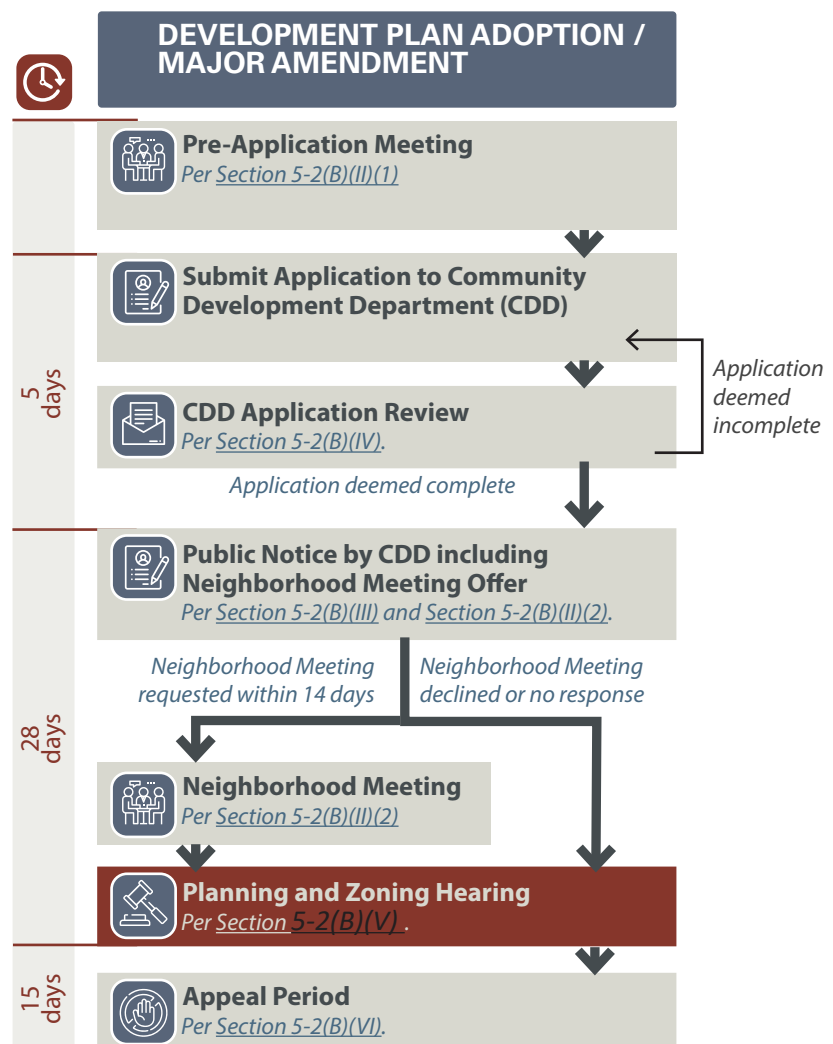 DEVELOPMENT PLAN ADOPTION /
MAJOR AMENDMENT
Pre-Application Meeting
Per Section 5-2(B)(II)(1)
Submit Application to Community
Development Department (CDD)
Application
deemed
incomplete
5
days
CDD Application Review
Per Section 5-2(B)(IV).
Application deemed complete
Public Notice by CDD including
Neighborhood Meeting Offer
Per Section 5-2(B)(III) and Section 5-2(B)(II)(2).
Neighborhood Meeting
requested within 14 days
Neighborhood Meeting
declined or no response
28
days
Neighborhood Meeting
Per Section 5-2(B)(II)(2)
Planning and Zoning Hearing
Per Section 5-2(B)(V) .
15
days
Appeal Period
Per Section 5-2(B)(VI).